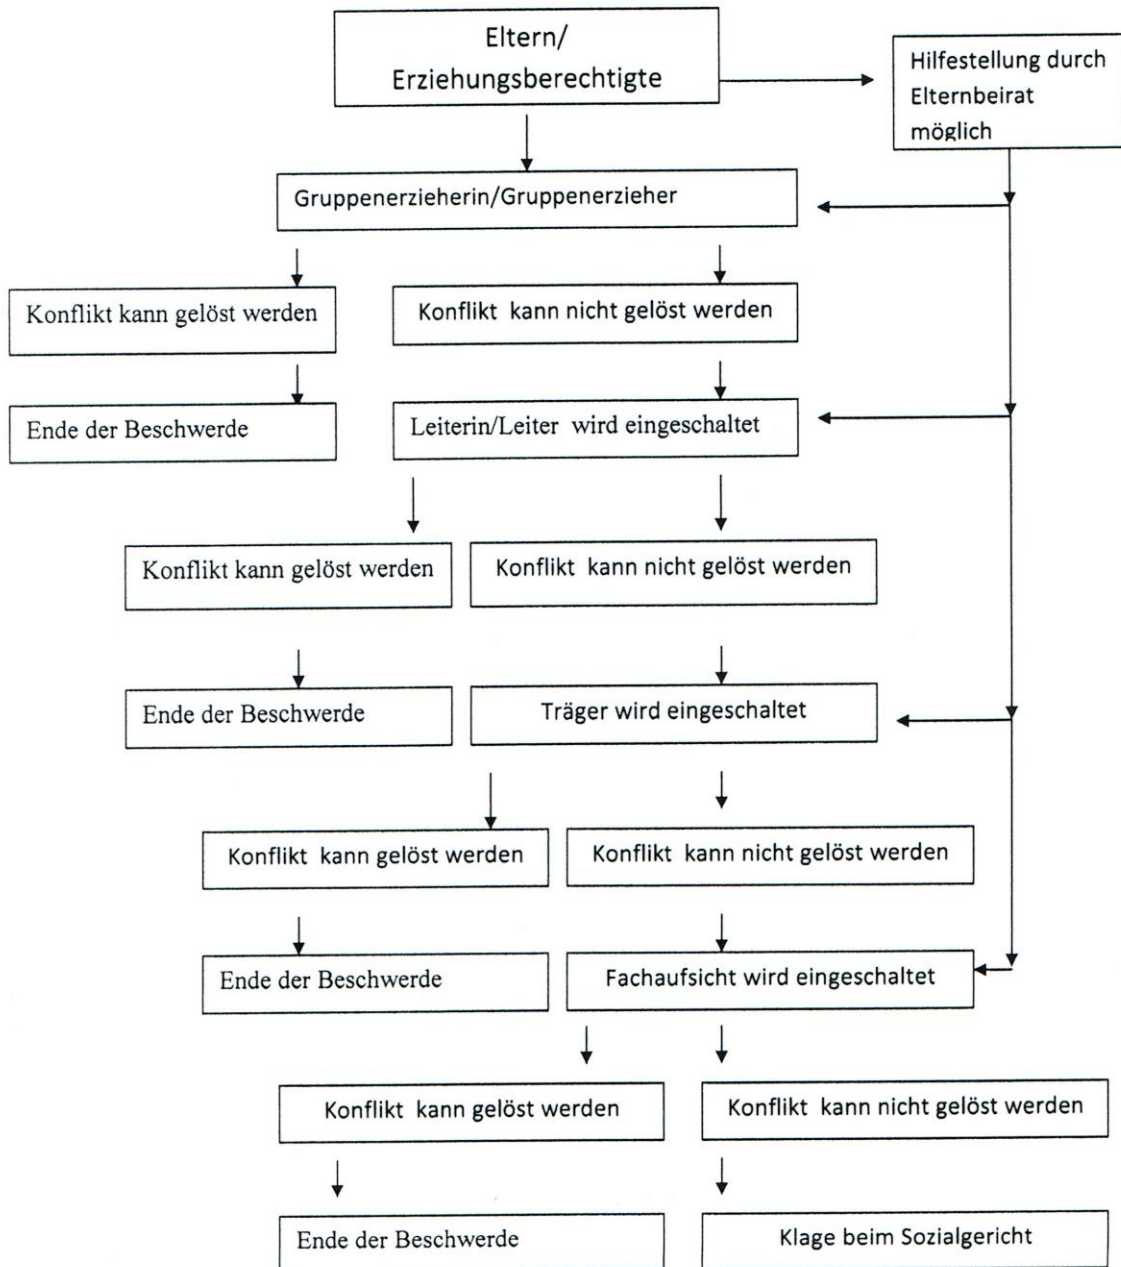 Eltern/
Erziehungsberechtigte
Hilfestellung durch
Elternbeirat
möglich
Gruppenerzieherin/Gruppenerzieher
Konflikt kann gelöst werden
Konflikt kann nicht gelöst werden
Ende der Beschwerde
Leiterin/Leiter wird eingeschaltet
Konflikt kann gelöst werden
Konflikt kann nicht gelöst werden
Ende der Beschwerde
Träger wird eingeschaltet
Konflikt kann gelöst werden
Konflikt kann nicht gelöst werden
Ende der Beschwerde
Fachaufsicht wird eingeschaltet
Konflikt kann gelöst werden
Konflikt kann nicht gelöst werden
Ende der Beschwerde
Klage beim Sozialgericht